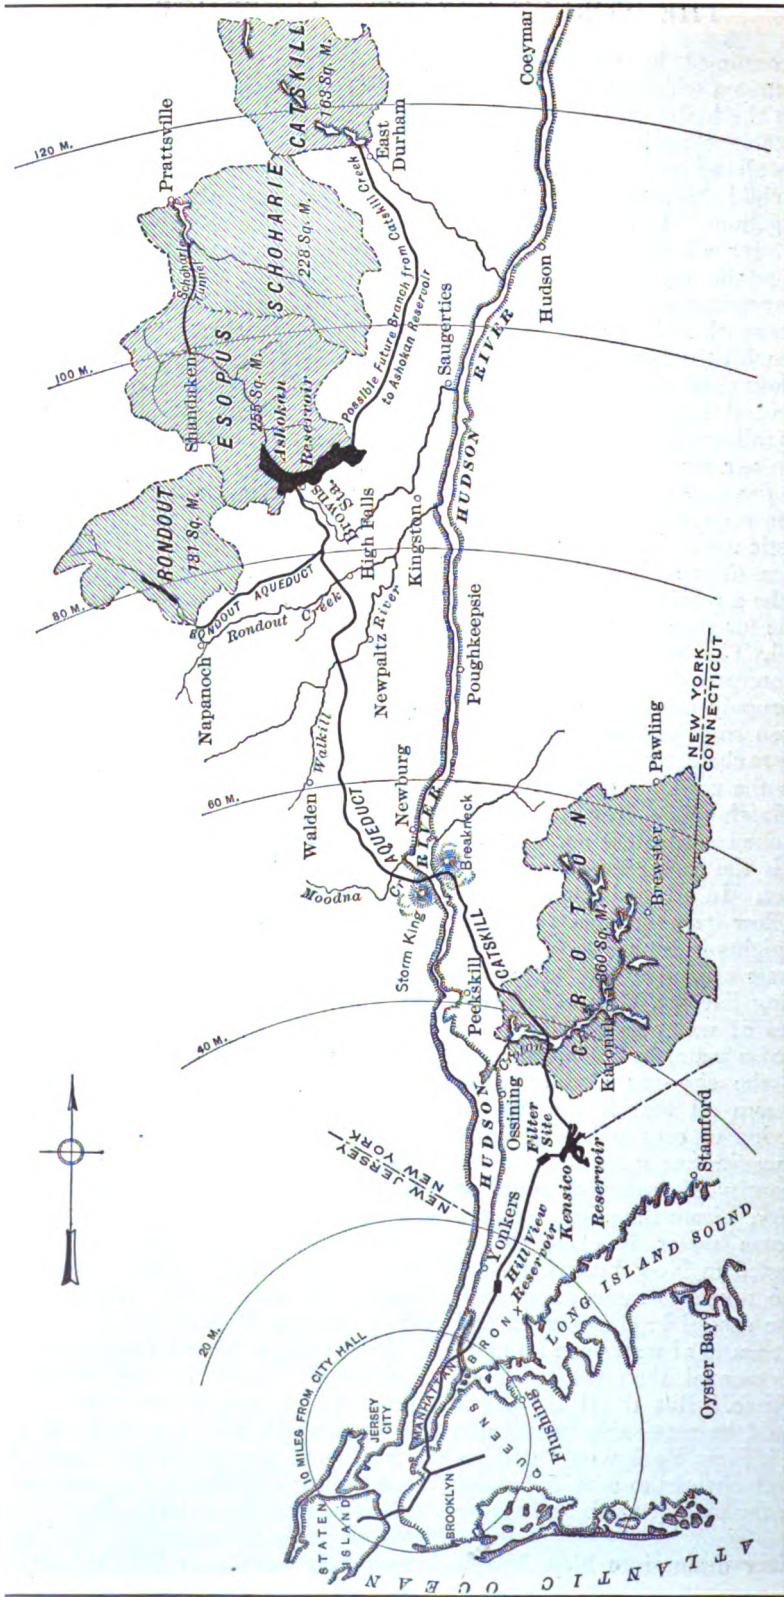 120 M.
Prattsville
CATSKILL
163 Sq. M.
East
Durham
Coeyman
SCHOHARIE
228 Sq. M.
Schoharie
Tunnel
Catskill Creek
Possible Future Branch from
to Ashokan Reservoir
Hudson
100 M.
Shandaken
ESOPUS
255 Sq. M.
Ashokan
Reservoir
Saugerties
HUDSON RIVER
Browns
Sta.
RONDOUT
131 Sq. M.
High Falls
Kingston
80 M.
RONDOUT AQUEDUCT
Rondout Creek
Napanoch
Newpaltz
River
Walkill
Poughkeepsie
Walden
60 M.
AQUEDUCT
Newburg
RIVER
Breakneck
Moodna
Cr.
Storm King
CATSKILL
NEW YORK
CONNECTICUT
Pawling
Brewster
CROTON
360 Sq. M.
Katonah
Peekskill
Croton
40 M.
HUDSON
Ossining
Filter
Site
Kensico
Reservoir
Stamford
NEW JERSEY
NEW YORK
Yonkers
Hill View
Reservoir
LONG ISLAND SOUND
Oyster Bay
20 M.
10 MILES FROM CITY HALL
JERSEY
CITY
MANHATTAN
BRONX
QUEENS
Flushing
BROOKLYN
STATEN
ISLAND
ATLANTIC
OCEAN